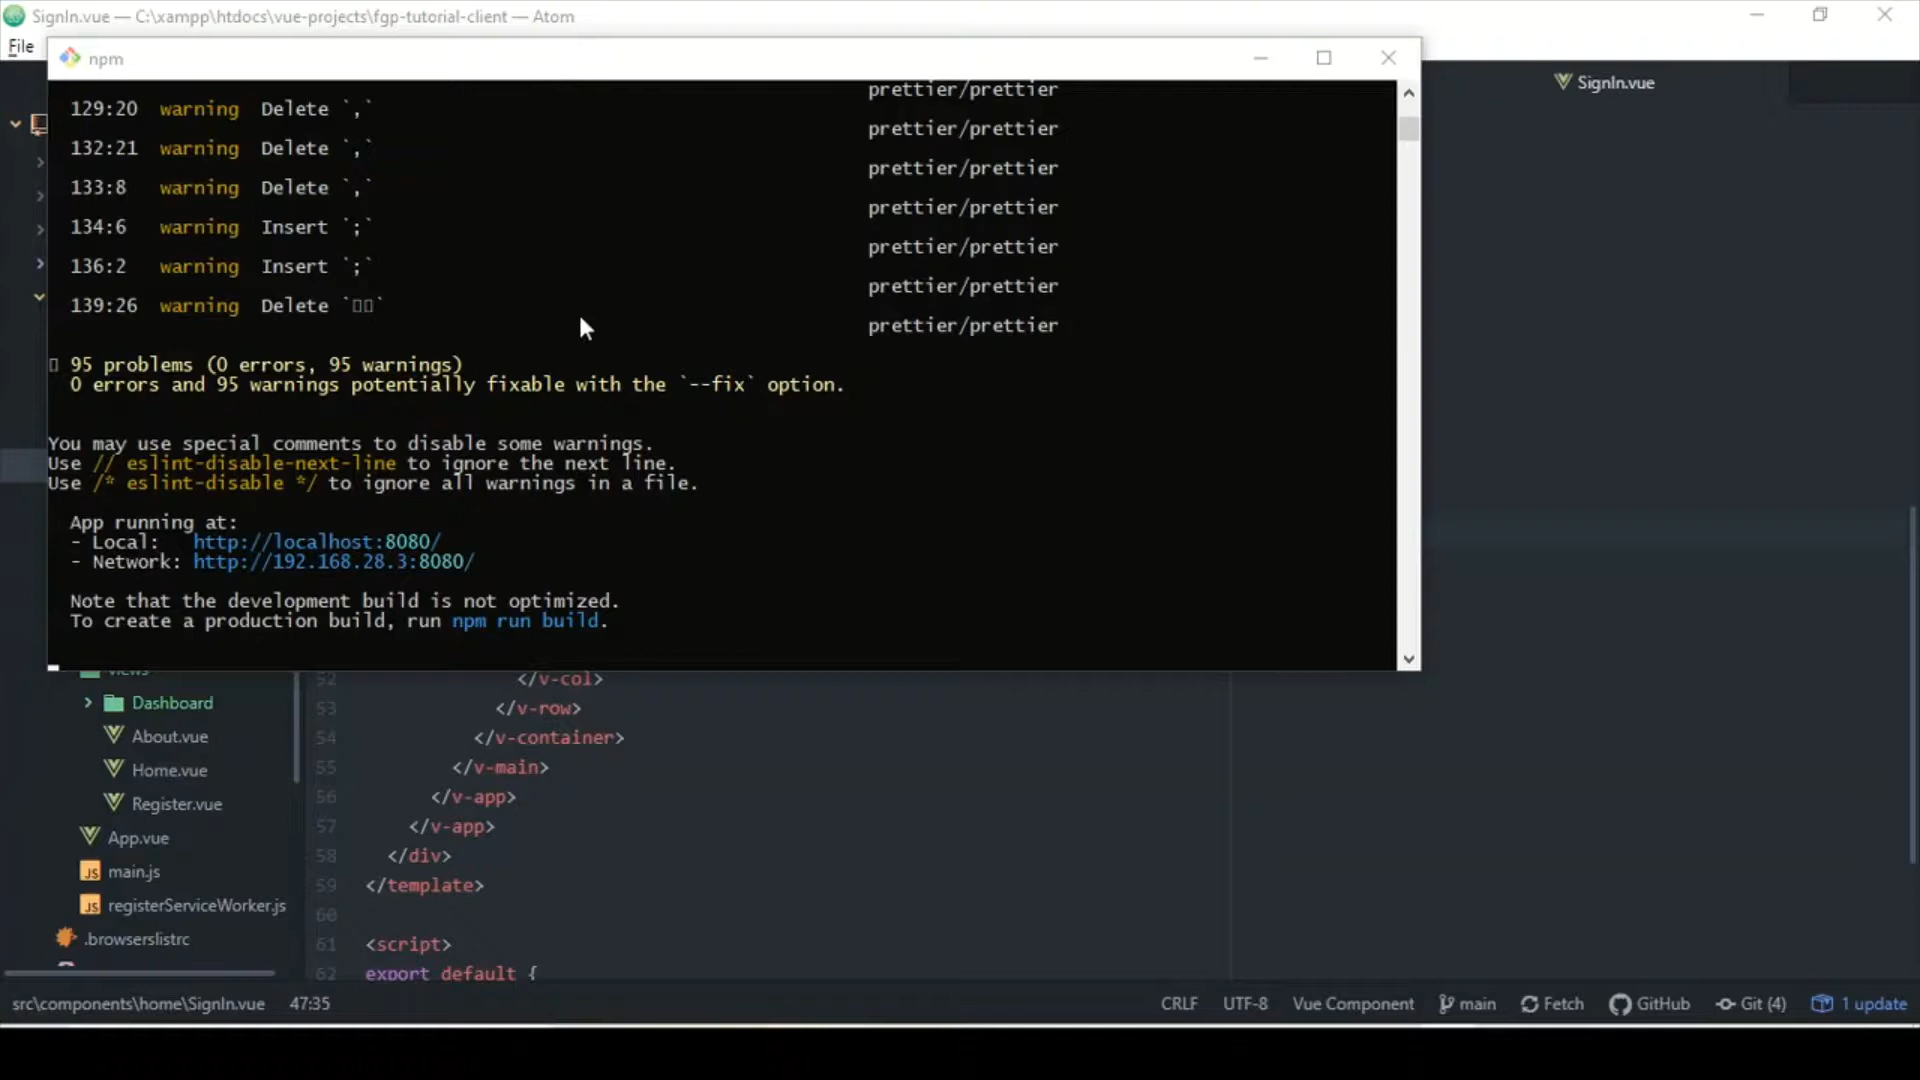 SignIn.vue — C:\xampp\htdocs\vue-projects\fgp-tutorial-client — Atom
File
npm
SignIn.vue
prettier/prettier
129:20 warning Delete `,`
prettier/prettier
132:21 warning Delete `,`
prettier/prettier
133:8 warning Delete `,`
prettier/prettier
134:6 warning Insert `;`
prettier/prettier
136:2 warning Insert `;`
prettier/prettier
139:26 warning Delete `▯▯`
prettier/prettier
▯ 95 problems (0 errors, 95 warnings)
0 errors and 95 warnings potentially fixable with the `--fix` option.
You may use special comments to disable some warnings.
Use // eslint-disable-next-line to ignore the next line.
Use /* eslint-disable */ to ignore all warnings in a file.
App running at:
- Local: http://localhost:8080/
- Network: http://192.168.28.3:8080/
Note that the development build is not optimized.
To create a production build, run npm run build.
views
Dashboard
About.vue
Home.vue
Register.vue
App.vue
main.js
registerServiceWorker.js
.browserslistrc
52 </v-col>
53 </v-row>
54 </v-container>
55 </v-main>
56 </v-app>
57 </v-app>
58 </div>
59 </template>
60
61 <script>
62 export default {
src\components\home\SignIn.vue 47:35
CRLF UTF-8 Vue Component main Fetch GitHub Git (4) 1 update